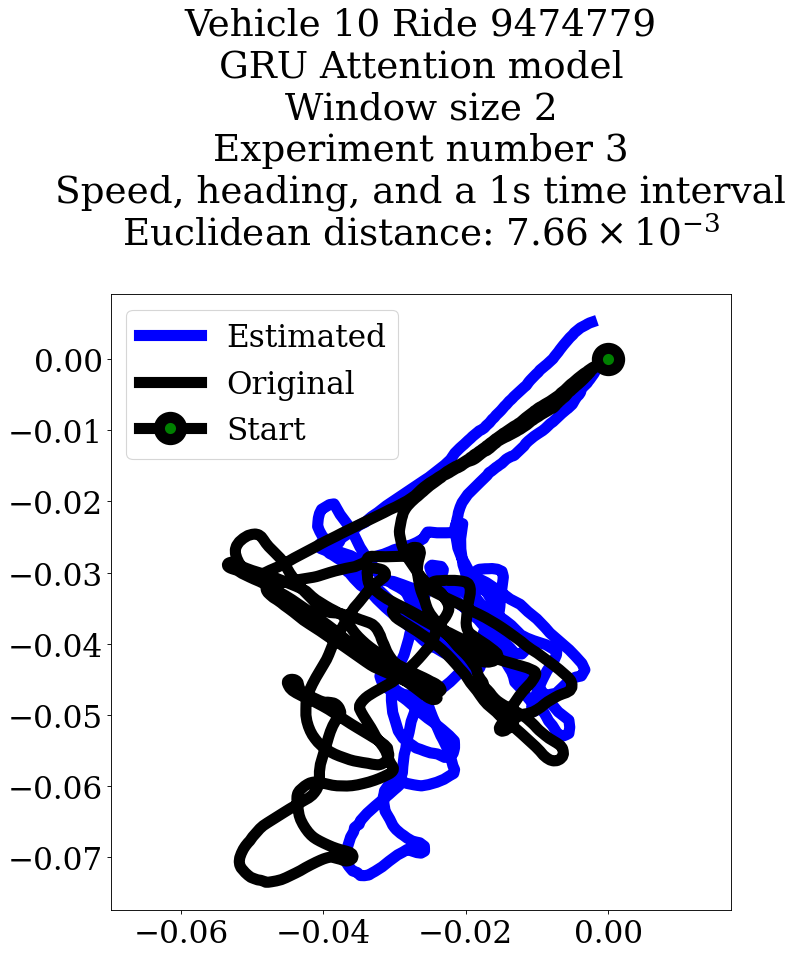 Vehicle 10 Ride 9474779
GRU Attention model
Window size 2
Experiment number 3
Speed, heading, and a 1s time interval
Euclidean distance: 7.66 × 10⁻³
Estimated
Original
Start
0.00
−0.01
−0.02
−0.03
−0.04
−0.05
−0.06
−0.07
−0.06 −0.04 −0.02 0.00